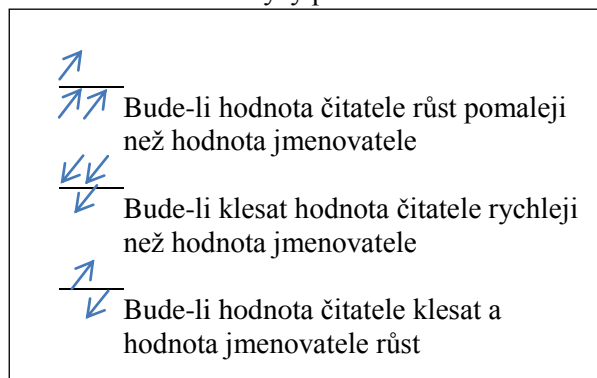 Bude-li hodnota čitatele růst pomaleji
než hodnota jmenovatele
Bude-li klesat hodnota čitatele rychleji
než hodnota jmenovatele
Bude-li hodnota čitatele klesat a
hodnota jmenovatele růst